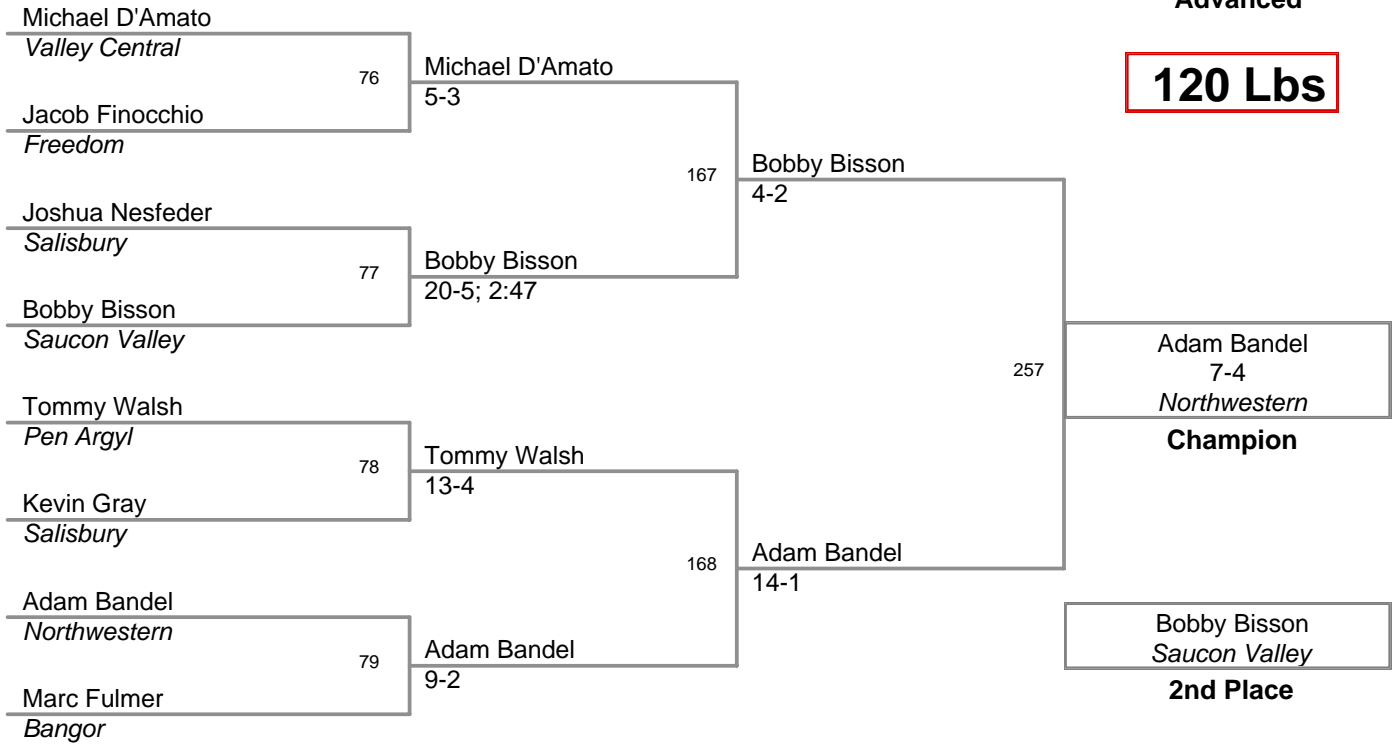 Advanced
120 Lbs
Michael D'Amato
Valley Central
76
Jacob Finocchio
Freedom
Michael D'Amato
5-3
Joshua Nesfeder
Salisbury
77
Bobby Bisson
Saucon Valley
Bobby Bisson
20-5; 2:47
167
Bobby Bisson
4-2
Tommy Walsh
Pen Argyl
78
Kevin Gray
Salisbury
Tommy Walsh
13-4
Adam Bandel
Northwestern
79
Marc Fulmer
Bangor
Adam Bandel
9-2
168
Adam Bandel
14-1
257
Adam Bandel
7-4
Northwestern
Champion
Bobby Bisson
Saucon Valley
2nd Place